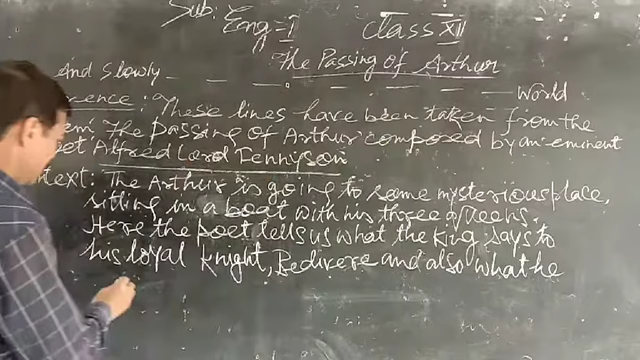 Sub: Eng-I Class XII
The Passing of Arthur
And Slowly — — — — World
erence: These lines have been taken from the
em The passing of Arthur composed by an eminent
oet Alfred Lord Tennyson
text: The Arthur is going to some mysterious place,
sitting in a boat with his three Queens.
Here the poet tells us what the King says to
his loyal Knight, Bedivere and also what he